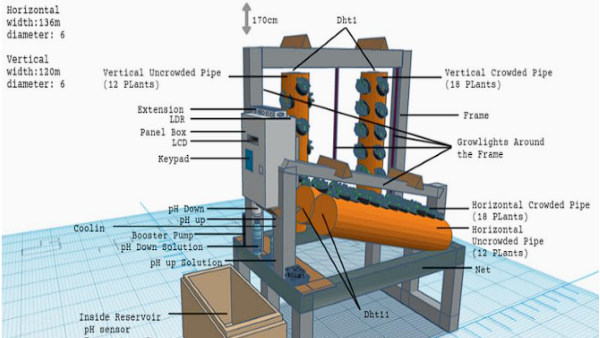 Horizontal
width:136m
diameter: 6
Vertical
width:120m
diameter: 6
170cm
Dht1
Vertical Uncrowded Pipe
(12 PLants)
Vertical Crowded Pipe
(18 PLants)
Extension
LDR
Panel Box
LCD
Keypad
Frame
Growlights Around
the Frame
pH Down
pH up
Coolin
Booster Pump
pH Down Solution
pH up Solution
Horizontal Crowded Pipe
(18 PLants)
Horizontal
Uncrowded Pipe
(12 PLants)
Net
Dht11
Inside Reservoir
pH sensor